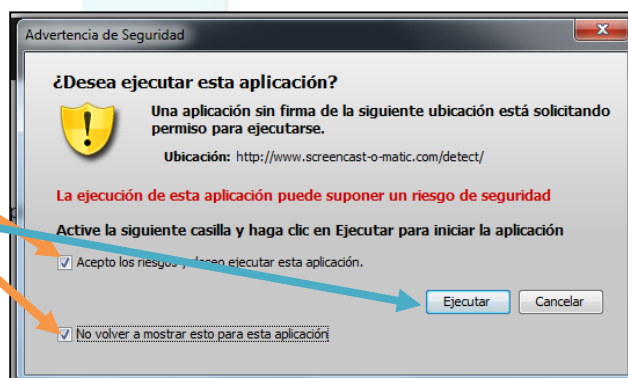 Advertencia de Seguridad
¿Desea ejecutar esta aplicación?
Una aplicación sin firma de la siguiente ubicación está solicitando
permiso para ejecutarse.
Ubicación: http://www.screencast-o-matic.com/detect/
La ejecución de esta aplicación puede suponer un riesgo de seguridad
Active la siguiente casilla y haga clic en Ejecutar para iniciar la aplicación
Acepto los riesgos y deseo ejecutar esta aplicación.
Ejecutar Cancelar
No volver a mostrar esto para esta aplicación